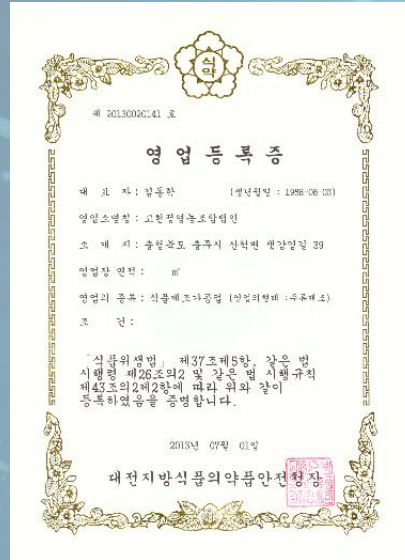 식약
제 20130020141 호
영업등록증
대 표 자 : 김동학 (생년월일 : 1988-08-03)
영업소명칭 : 고헌정영농조합법인
소 재 지 : 충청북도 충주시 산척면 샛강영길 39
영업장 면적 : ㎡
영업의 종류 : 식품제조가공업 (영업의형태 : 주류제조)
조 건 :
「식품위생법」 제37조제5항, 같은 법
시행령 제26조의2 및 같은 법 시행규칙
제43조의2제2항에 따라 위와 같이
등록하였음을 증명합니다.
2013년 07월 01일
대전지방식품의약품안전청장